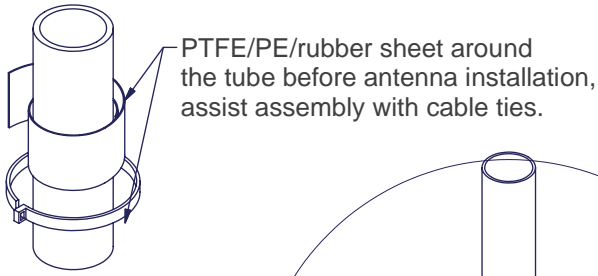 PTFE/PE/rubber sheet around
the tube before antenna installation,
assist assembly with cable ties.